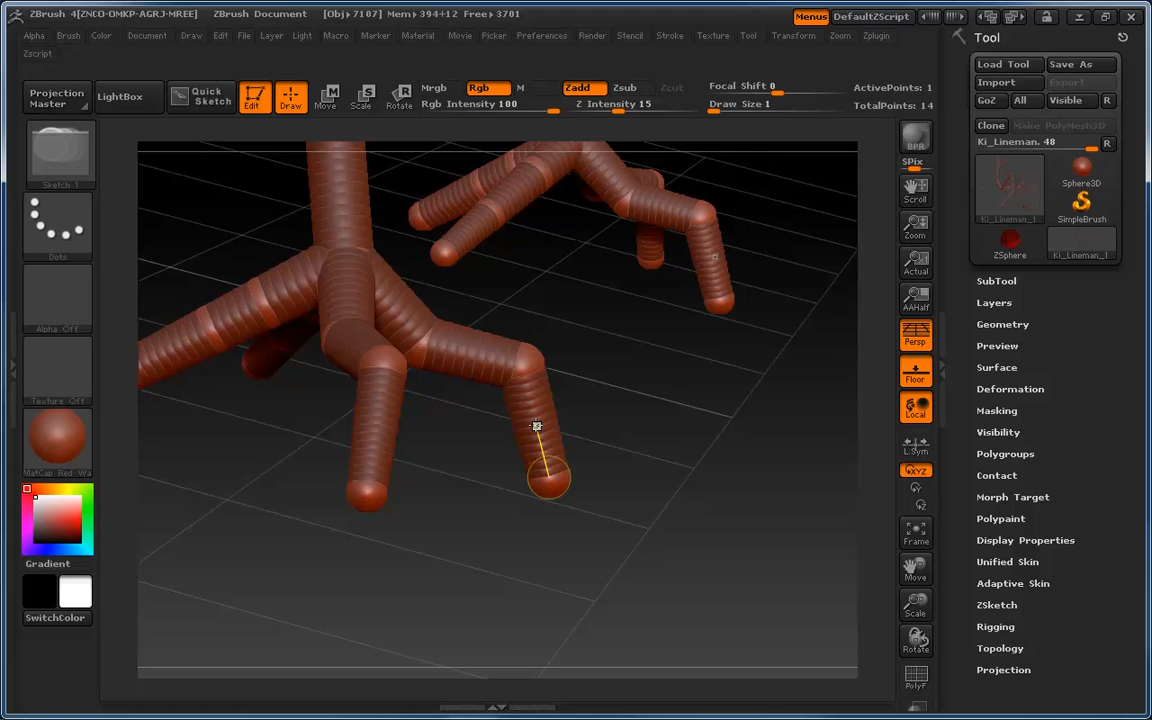 ZBrush 4[ZNCO-OMKP-AGRJ-MREE] ZBrush Document [Obj▸7107] Mem▸394+12 Free▸3701
Menus DefaultZScript
Alpha Brush Color Document Draw Edit File Layer Light Macro Marker Material Movie Picker Preferences Render Stencil Stroke Texture Tool Transform Zoom Zplugin
Zscript
Projection Master
LightBox
Quick Sketch
Edit Draw Move Scale Rotate
Mrgb Rgb M
Rgb Intensity 100
Zadd Zsub Zcut
Z Intensity 15
Focal Shift 0
Draw Size 1
ActivePoints: 1
TotalPoints: 14
Sketch 1
Dots
Alpha Off
Texture Off
MatCap Red Wa
Gradient
SwitchColor
BPR
SPix
Scroll
Zoom
Actual
AAHalf
Persp
Floor
Local
L.Sym
XYZ
Y
Z
Frame
Move
Scale
Rotate
PolyF
Tool
Load Tool Save As
Import Export
GoZ All Visible R
Clone Make PolyMesh3D
Ki_Lineman. 48 R
Ki_Lineman_1
Sphere3D
SimpleBrush
ZSphere
Ki_Lineman_1
SubTool
Layers
Geometry
Preview
Surface
Deformation
Masking
Visibility
Polygroups
Contact
Morph Target
Polypaint
Display Properties
Unified Skin
Adaptive Skin
ZSketch
Rigging
Topology
Projection